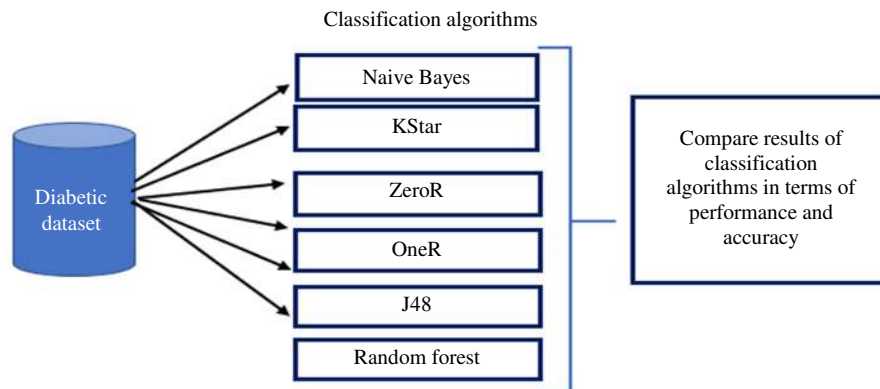 Classification algorithms
Diabetic
dataset
Naive Bayes
KStar
ZeroR
OneR
J48
Random forest
Compare results of
classification
algorithms in terms of
performance and
accuracy